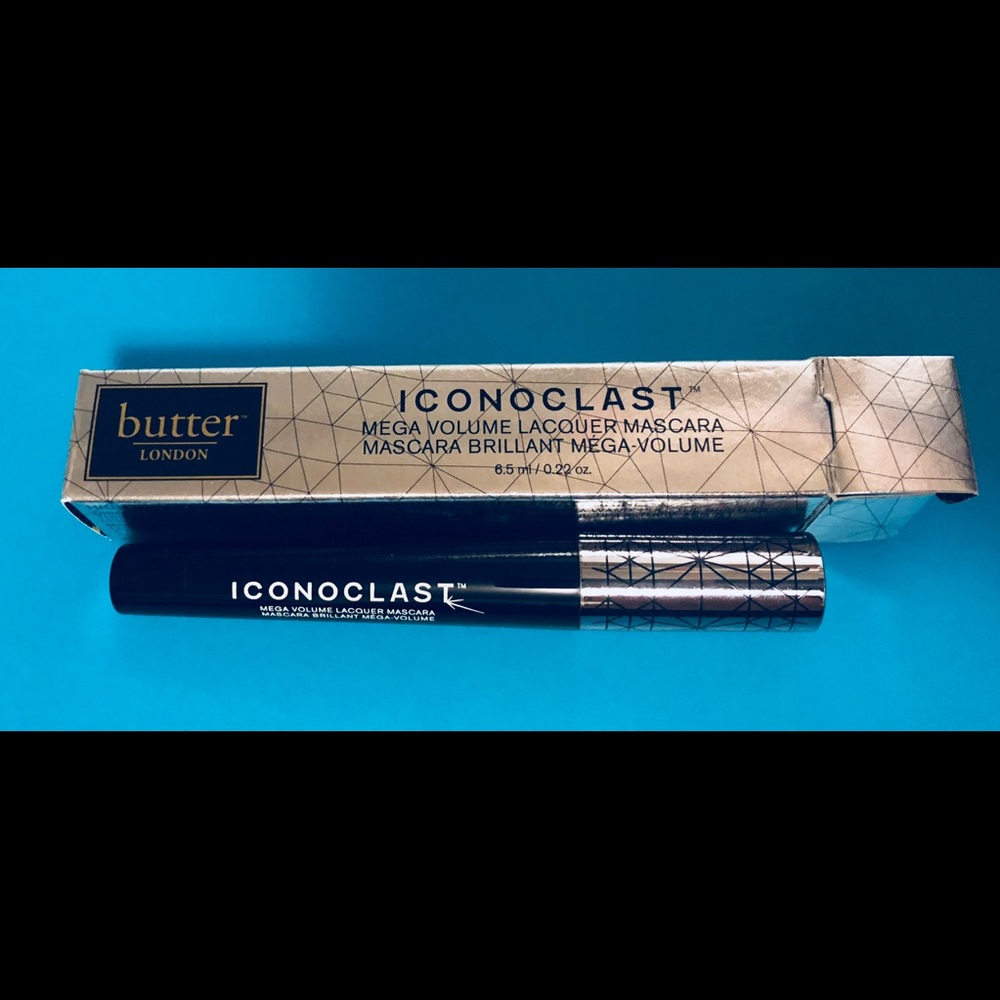 butter™
LONDON
ICONOCLAST™
MEGA VOLUME LACQUER MASCARA
MASCARA BRILLANT MÉGA-VOLUME
6.5 ml / 0.22 oz.
ICONOCLAST™
MEGA VOLUME LACQUER MASCARA
MASCARA BRILLANT MÉGA-VOLUME